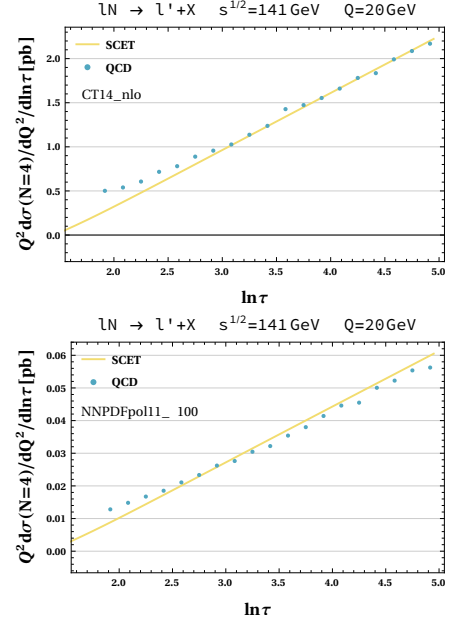 lN → l'+X s^1/2=141GeV Q=20GeV
SCET
QCD
CT14_nlo
Q²dσ(N=4)/dQ²/dlnτ[pb]
2.0
1.5
1.0
0.5
0.0
2.0 2.5 3.0 3.5 4.0 4.5 5.0
lnτ
lN → l'+X s^1/2=141GeV Q=20GeV
SCET
QCD
NNPDFpol11_ 100
Q²dσ(N=4)/dQ²/dlnτ[pb]
0.06
0.05
0.04
0.03
0.02
0.01
0.00
2.0 2.5 3.0 3.5 4.0 4.5 5.0
lnτ